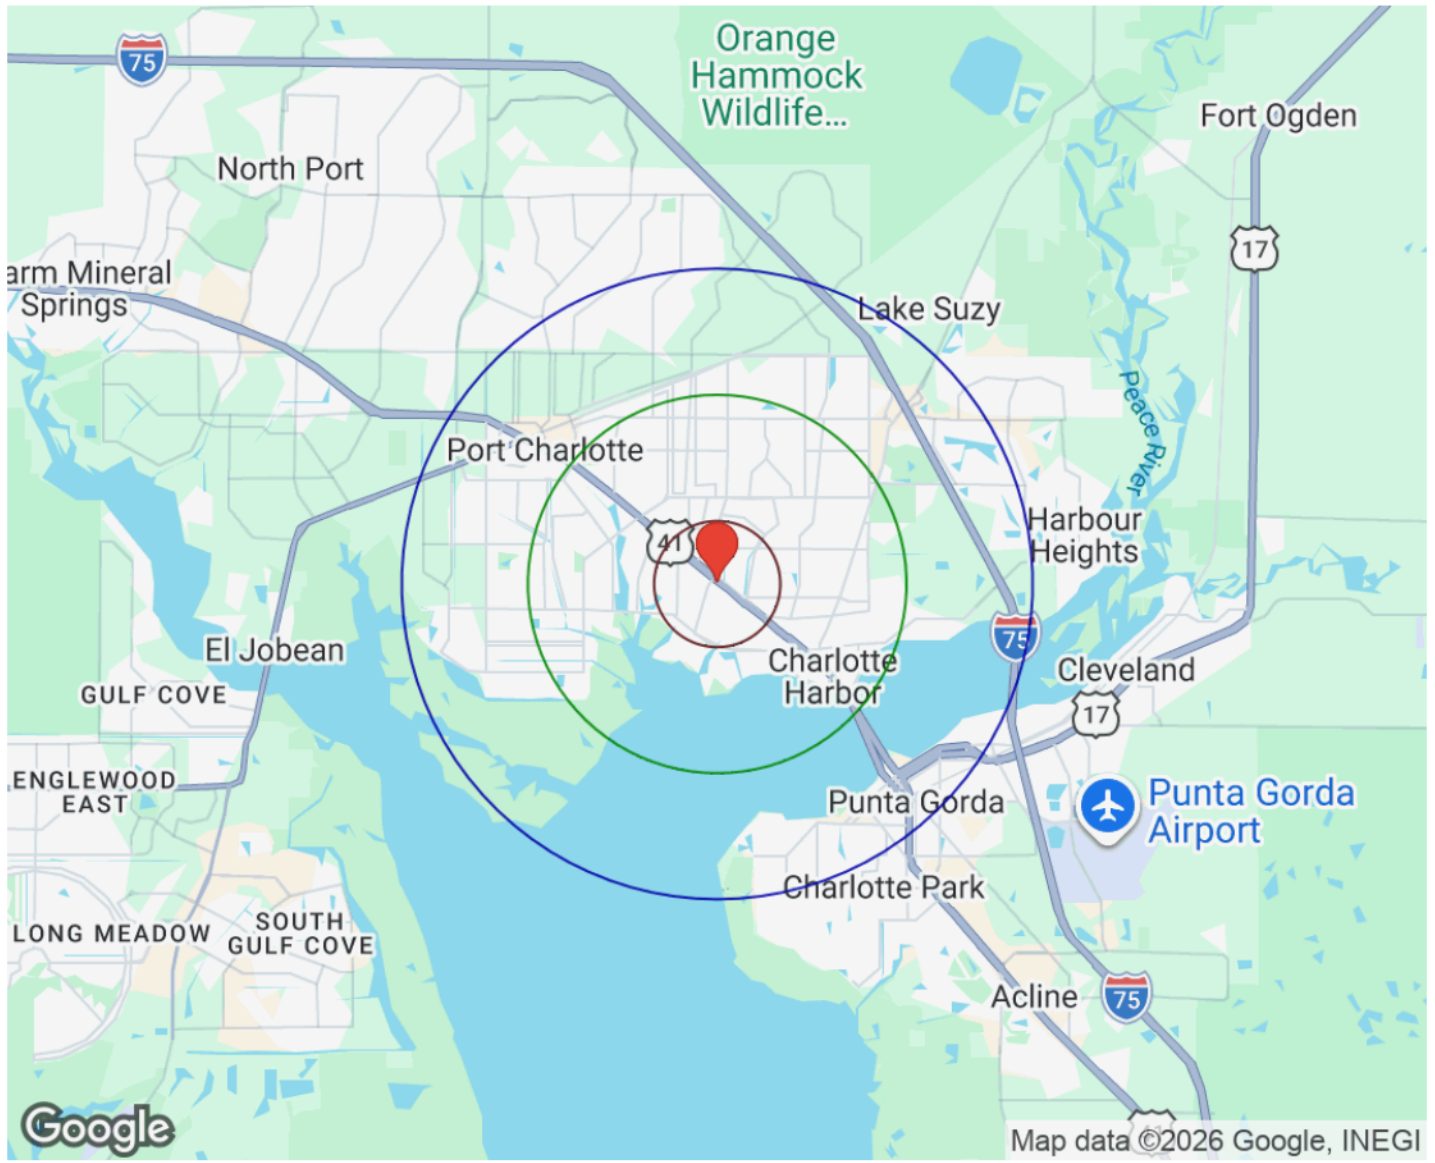 Orange
Hammock
Wildlife...
75
Fort Ogden
North Port
17
arm Mineral
Springs
Lake Suzy
Peace River
Port Charlotte
Harbour
Heights
41
75
El Jobean
Charlotte
Harbor
Cleveland
GULF COVE
17
ENGLEWOOD
EAST
Punta Gorda
Punta Gorda
Airport
Charlotte Park
LONG MEADOW
SOUTH
GULF COVE
Acline
75
41
Google
Map data ©2026 Google, INEGI